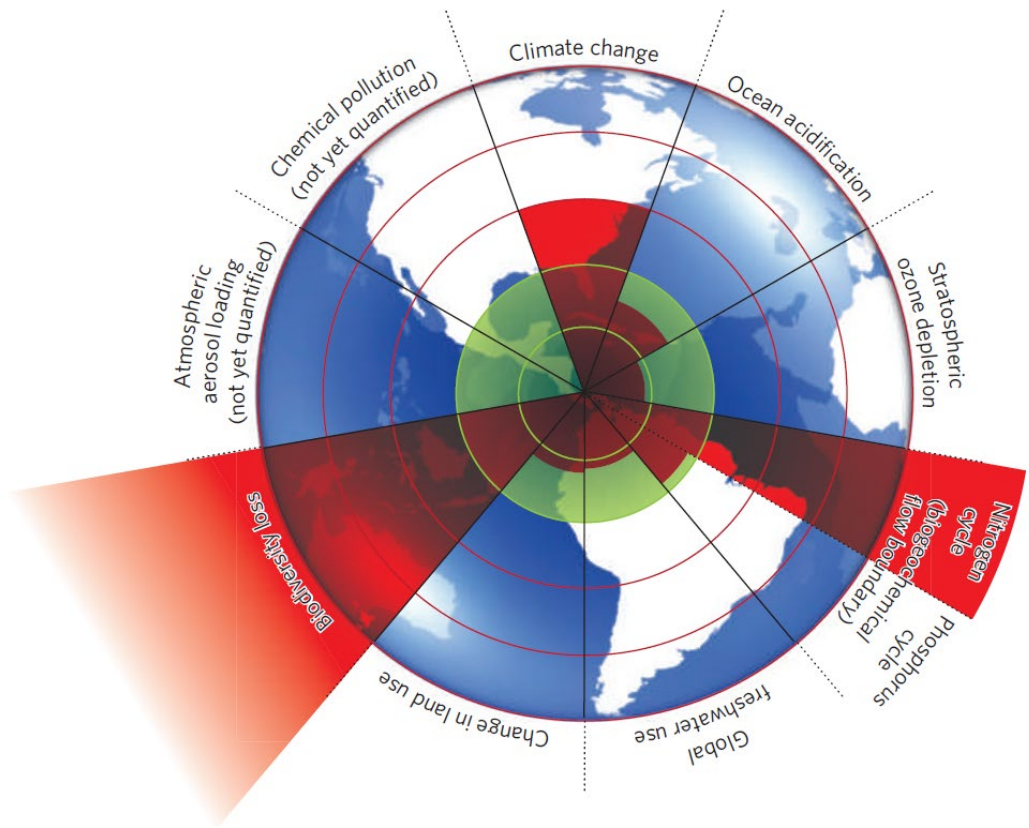 Climate change
Ocean acidification
Stratospheric
ozone depletion
Nitrogen
cycle
(biogeochemical
flow boundary)
Phosphorus
cycle
Global
freshwater use
Change in land use
Biodiversity loss
Atmospheric
aerosol loading
(not yet quantified)
Chemical pollution
(not yet quantified)